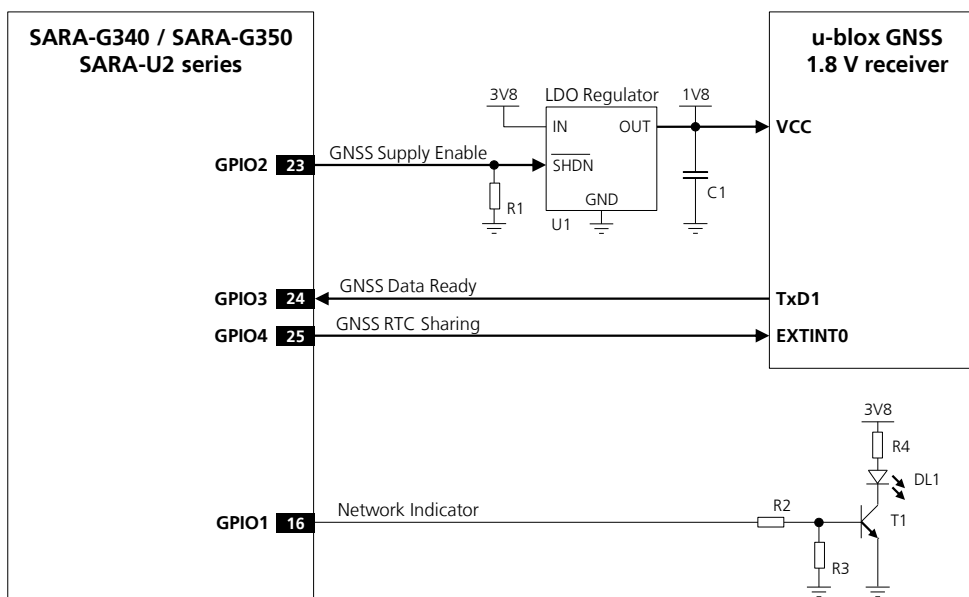 SARA-G340 / SARA-G350
SARA-U2 series
u-blox GNSS
1.8 V receiver
3V8
LDO Regulator
1V8
IN
OUT
VCC
GPIO2 23
GNSS Supply Enable
SHDN
R1
GND
U1
C1
GPIO3 24
GNSS Data Ready
TxD1
GPIO4 25
GNSS RTC Sharing
EXTINT0
3V8
R4
DL1
GPIO1 16
Network Indicator
R2
T1
R3